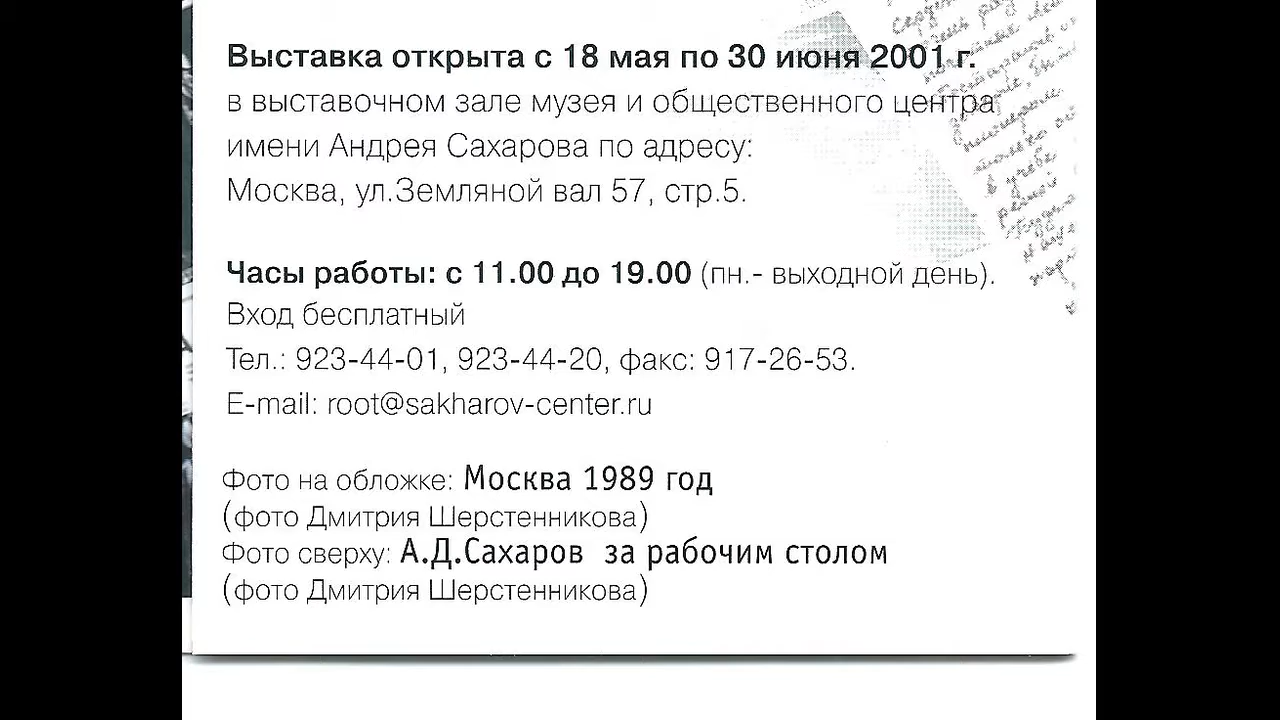 Выставка открыта с 18 мая по 30 июня 2001 г.
в выставочном зале музея и общественного центра
имени Андрея Сахарова по адресу:
Москва, ул.Земляной вал 57, стр.5.
Часы работы: с 11.00 до 19.00 (пн.- выходной день).
Вход бесплатный
Тел.: 923-44-01, 923-44-20, факс: 917-26-53.
E-mail: root@sakharov-center.ru
Фото на обложке: Москва 1989 год
(фото Дмитрия Шерстенникова)
Фото сверху: А.Д.Сахаров за рабочим столом
(фото Дмитрия Шерстенникова)